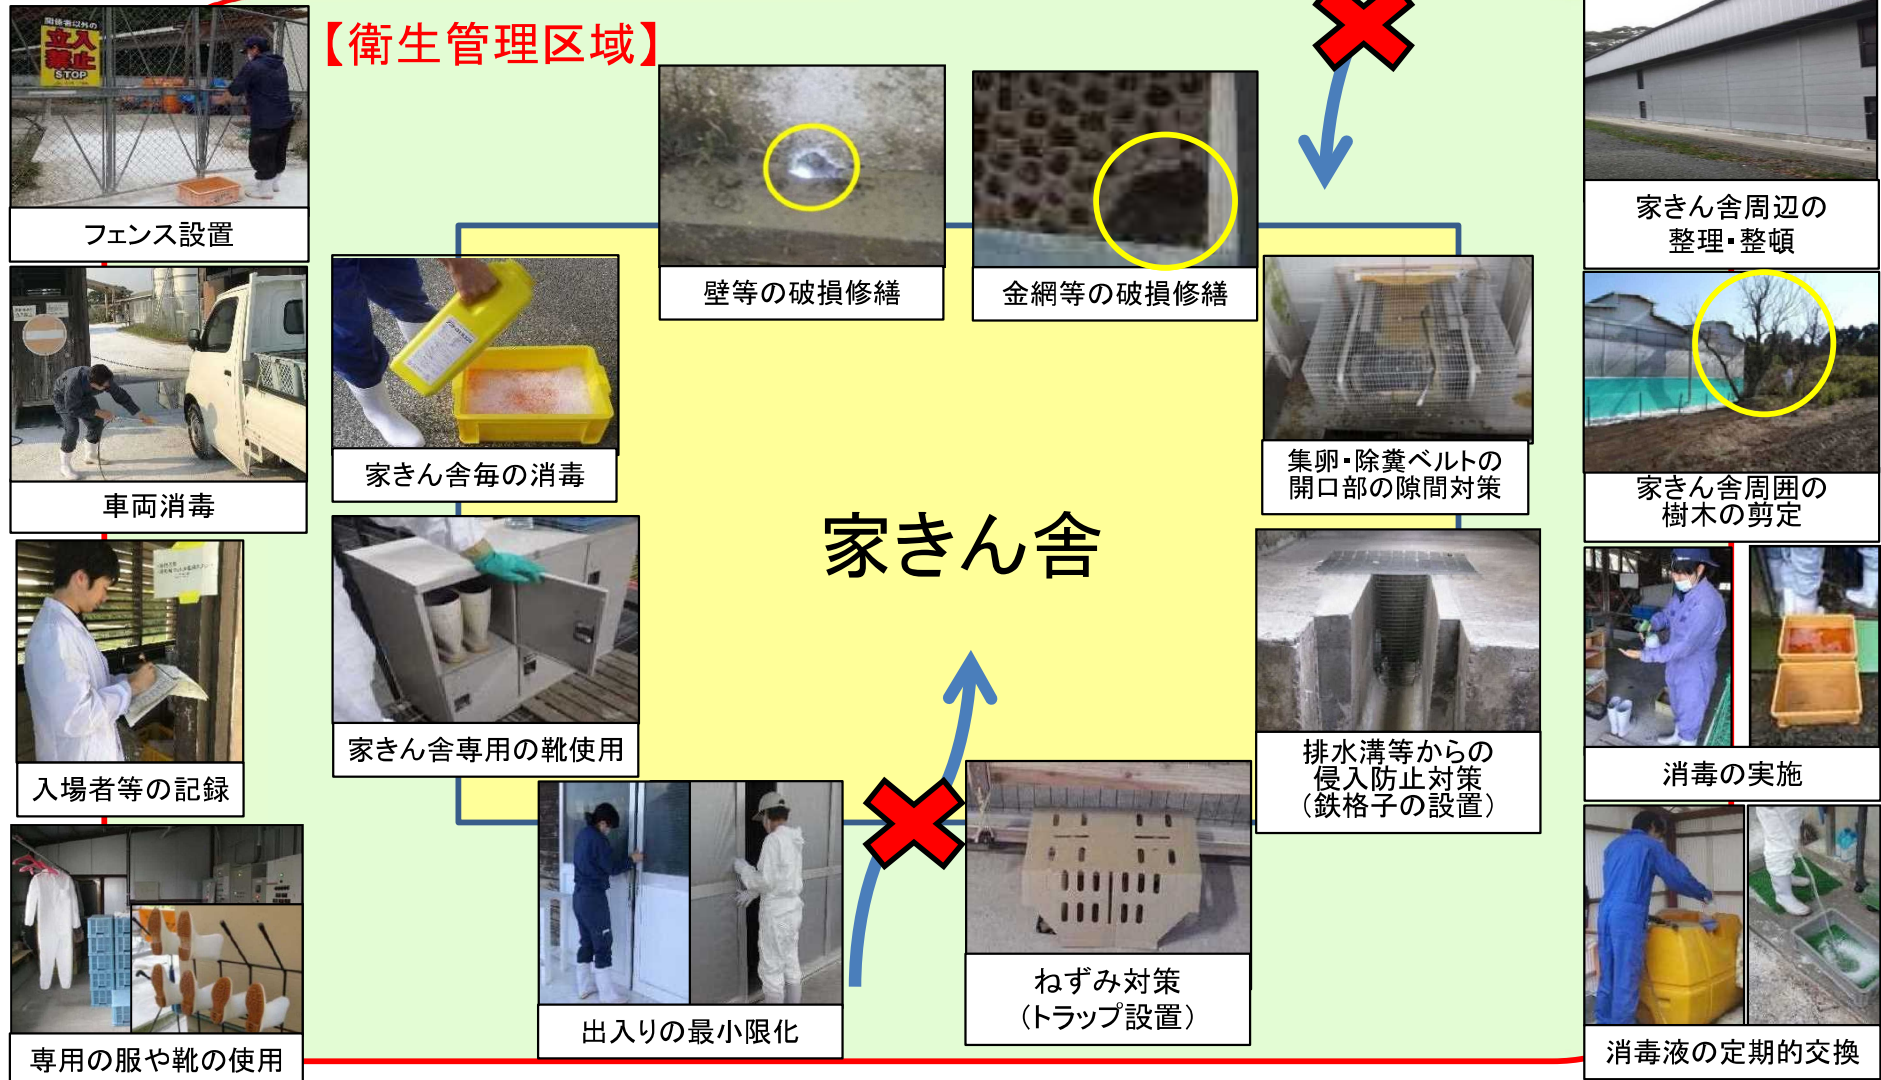 【衛生管理区域】
関係者以外の
立入
禁止
STOP
フェンス設置
車両消毒
入場者等の記録
専用の服や靴の使用
家きん舎毎の消毒
家きん舎専用の靴使用
壁等の破損修繕
金網等の破損修繕
家きん舎
出入りの最小限化
ねずみ対策
（トラップ設置）
集卵・除糞ベルトの
開口部の隙間対策
排水溝等からの
侵入防止対策
（鉄格子の設置）
家きん舎周辺の
整理・整頓
家きん舎周囲の
樹木の剪定
消毒の実施
消毒液の定期的交換